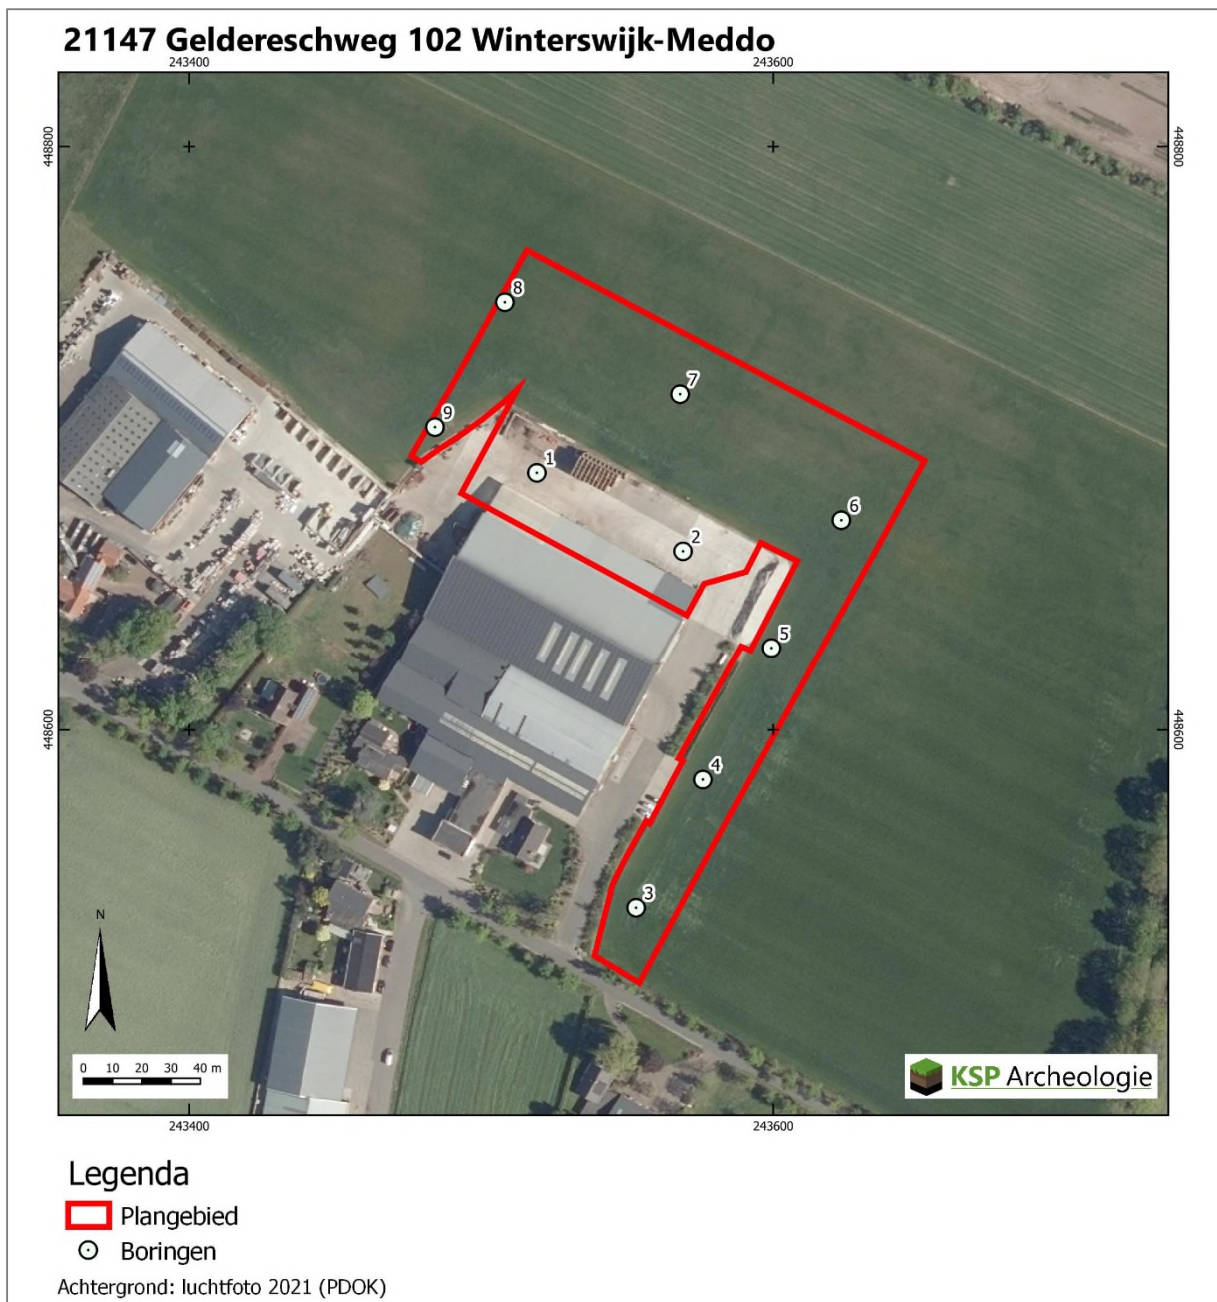 21147 Geldereschweg 102 Winterswijk-Meddo
243400 243600
448800 448800
8
7
9
1
6
2
5
448600 448600
4
3
N
0 10 20 30 40 m
KSP Archeologie
243400 243600
Legenda
Plangebied
Boringen
Achtergrond: luchtfoto 2021 (PDOK)